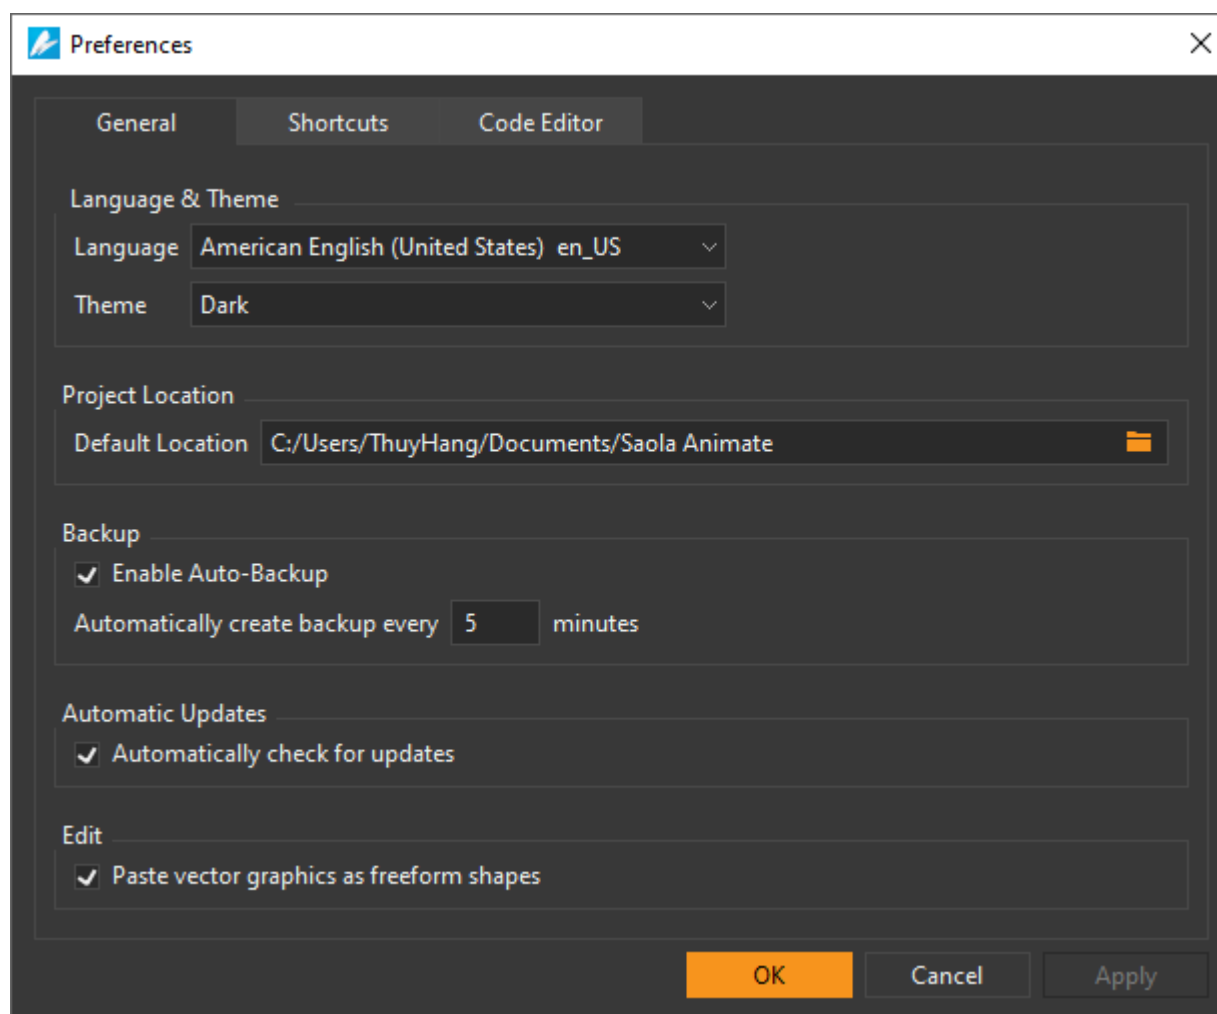 Preferences
General Shortcuts Code Editor
Language & Theme
Language American English (United States) en_US
Theme Dark
Project Location
Default Location C:/Users/ThuyHang/Documents/Saola Animate
Backup
Enable Auto-Backup
Automatically create backup every 5 minutes
Automatic Updates
Automatically check for updates
Edit
Paste vector graphics as freeform shapes
OK Cancel Apply